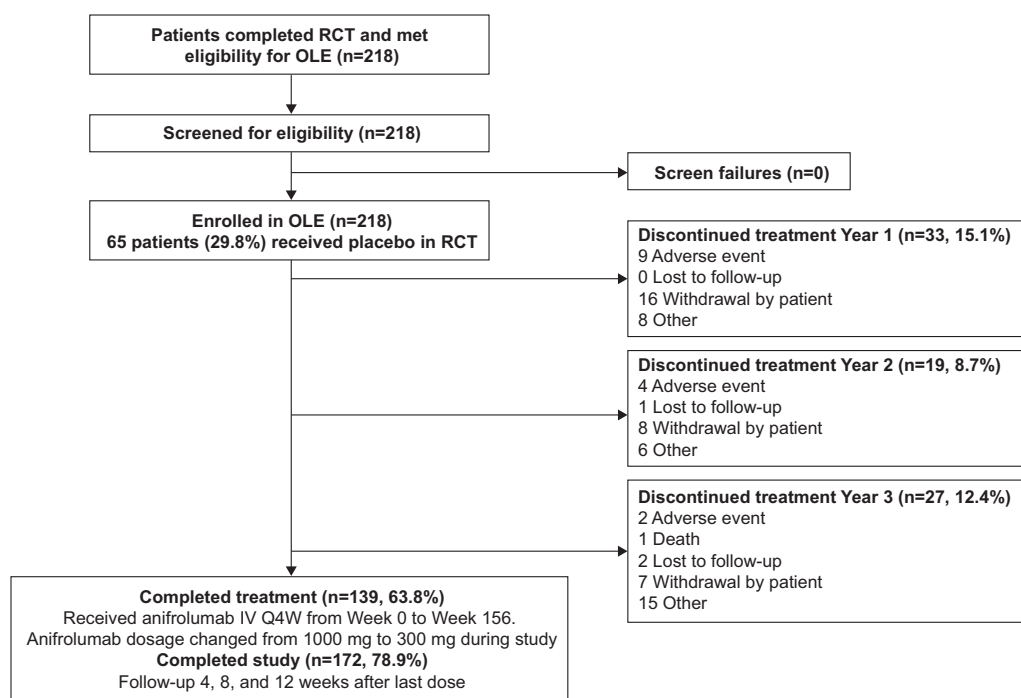 Patients completed RCT and met
eligibility for OLE (n=218)
Screened for eligibility (n=218)
Screen failures (n=0)
Enrolled in OLE (n=218)
65 patients (29.8%) received placebo in RCT
Discontinued treatment Year 1 (n=33, 15.1%)
9 Adverse event
0 Lost to follow-up
16 Withdrawal by patient
8 Other
Discontinued treatment Year 2 (n=19, 8.7%)
4 Adverse event
1 Lost to follow-up
8 Withdrawal by patient
6 Other
Discontinued treatment Year 3 (n=27, 12.4%)
2 Adverse event
1 Death
2 Lost to follow-up
7 Withdrawal by patient
15 Other
Completed treatment (n=139, 63.8%)
Received anifrolumab IV Q4W from Week 0 to Week 156.
Anifrolumab dosage changed from 1000 mg to 300 mg during study
Completed study (n=172, 78.9%)
Follow-up 4, 8, and 12 weeks after last dose